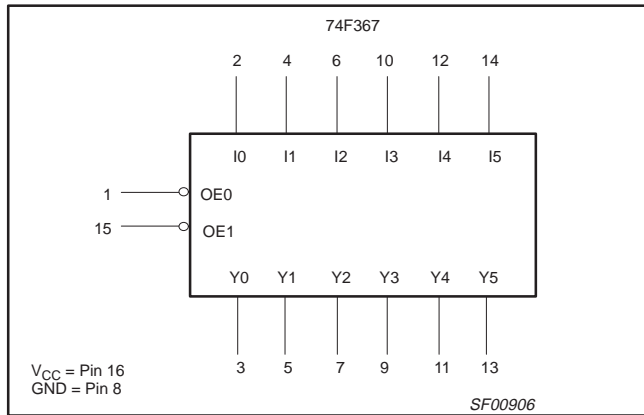 74F367
2 4 6 10 12 14
I0 I1 I2 I3 I4 I5
1 OE0
15 OE1
Y0 Y1 Y2 Y3 Y4 Y5
3 5 7 9 11 13
VCC = Pin 16
GND = Pin 8
SF00906